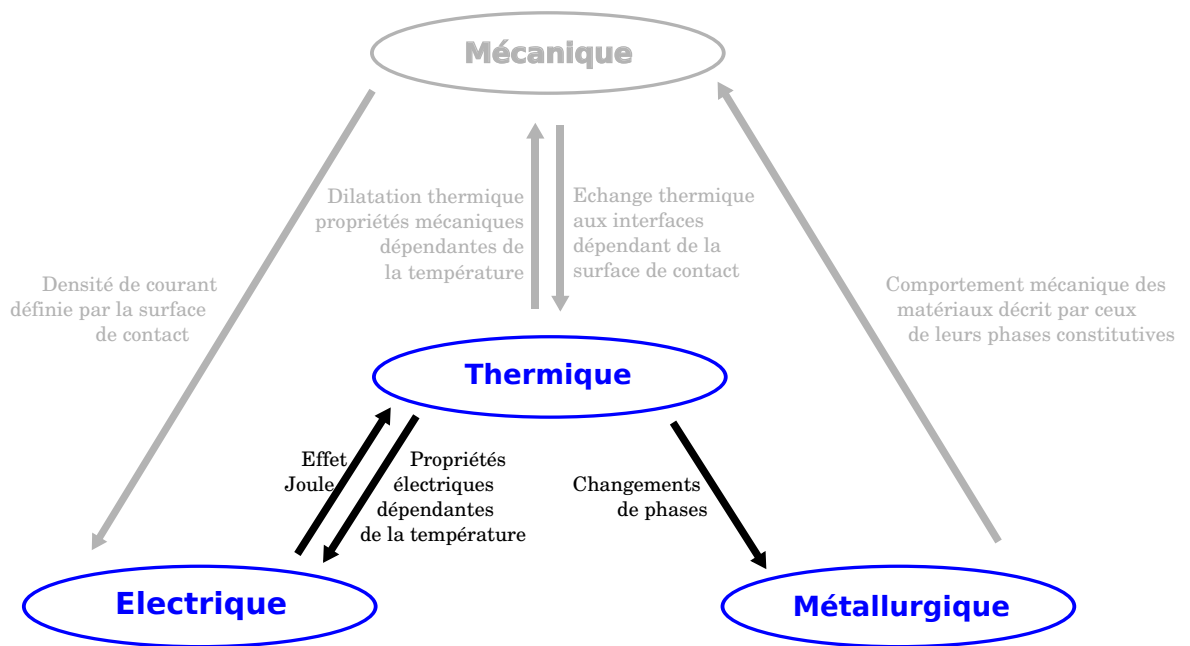 Mécanique
Dilatation thermique
propriétés mécaniques
dépendantes de
la température
Echange thermique
aux interfaces
dépendant de la
surface de contact
Densité de courant
définie par la surface
de contact
Comportement mécanique des
matériaux décrit par ceux
de leurs phases constitutives
Thermique
Effet
Joule
Propriétés
électriques
dépendantes
de la température
Changements
de phases
Electrique
Métallurgique